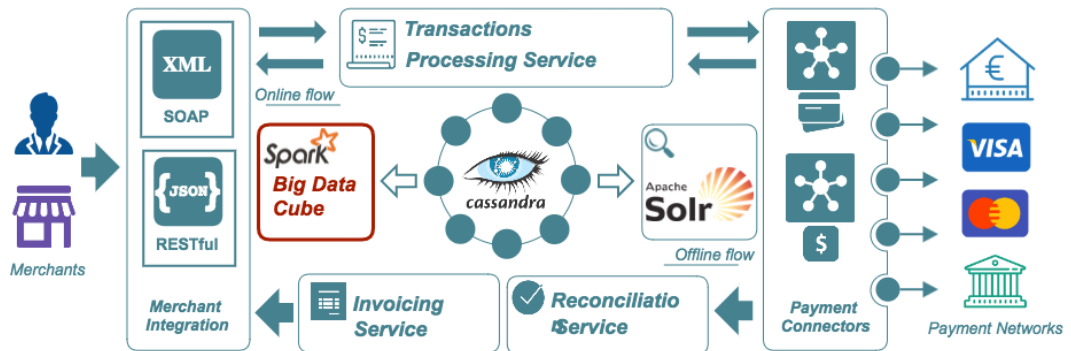 XML
SOAP
{JSON}
RESTful
Merchants
Merchant
Integration
Online flow
$
Transactions
Processing Service
Spark
Big Data
Cube
cassandra
Apache
Solr
Offline flow
Invoicing
Service
Reconciliatio
nService
$
Payment
Connectors
€
VISA
Payment Networks